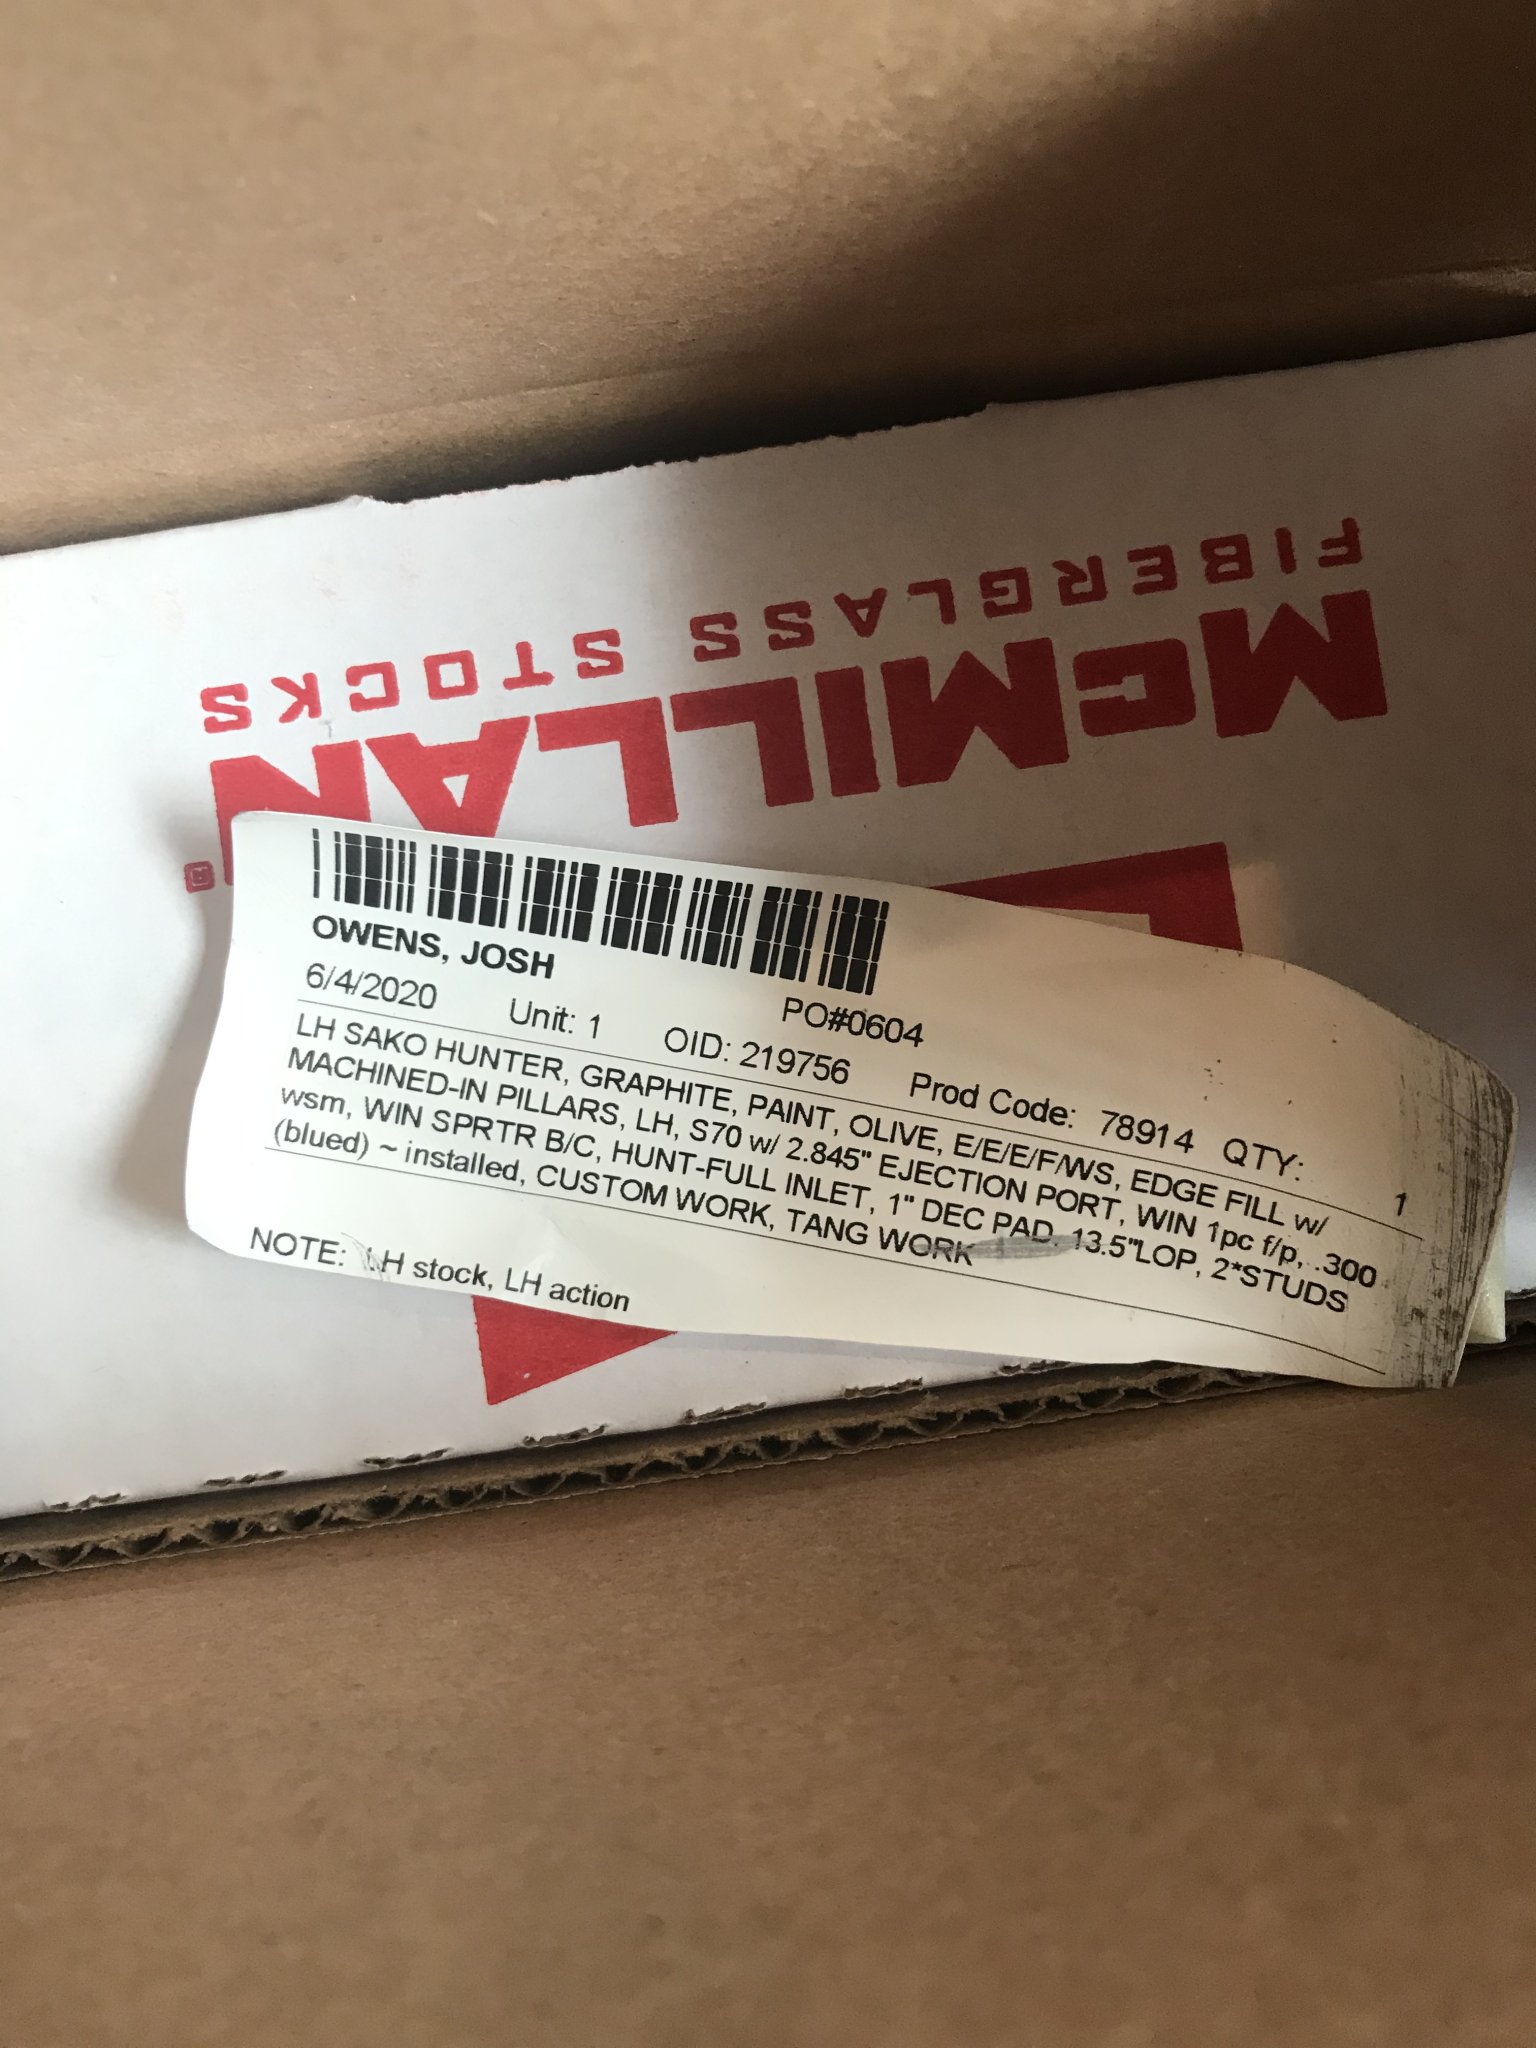 McMILLAN®
FIBERGLASS STOCKS
OWENS, JOSH
PO#0604
6/4/2020 Unit: 1 OID: 219756 Prod Code: 78914 QTY: 1
LH SAKO HUNTER, GRAPHITE, PAINT, OLIVE, E/E/E/F/WS, EDGE FILL w/
MACHINED-IN PILLARS, LH, S70 w/ 2.845" EJECTION PORT, WIN 1pc f/p, .300
wsm, WIN SPRTR B/C, HUNT-FULL INLET, 1" DEC PAD, 13.5"LOP, 2*STUDS
(blued) ~ installed, CUSTOM WORK, TANG WORK
NOTE: LH stock, LH action